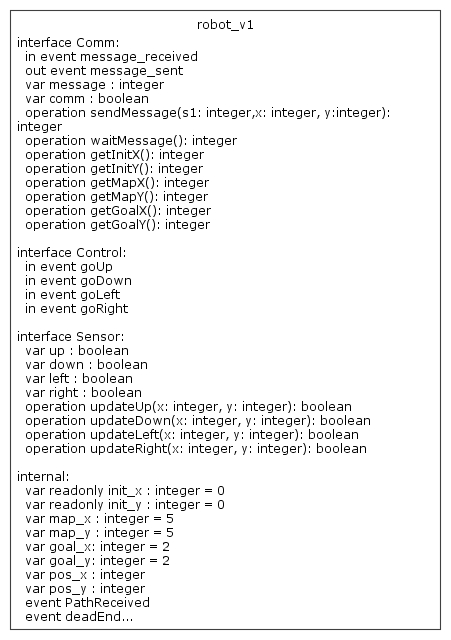 robot_v1
interface Comm:
in event message_received
out event message_sent
var message : integer
var comm : boolean
operation sendMessage(s1: integer,x: integer, y:integer):
integer
operation waitMessage(): integer
operation getInitX(): integer
operation getInitY(): integer
operation getMapX(): integer
operation getMapY(): integer
operation getGoalX(): integer
operation getGoalY(): integer

interface Control:
in event goUp
in event goDown
in event goLeft
in event goRight

interface Sensor:
var up : boolean
var down : boolean
var left : boolean
var right : boolean
operation updateUp(x: integer, y: integer): boolean
operation updateDown(x: integer, y: integer): boolean
operation updateLeft(x: integer, y: integer): boolean
operation updateRight(x: integer, y: integer): boolean

internal:
var readonly init_x : integer = 0
var readonly init_y : integer = 0
var map_x : integer = 5
var map_y : integer = 5
var goal_x: integer = 2
var goal_y: integer = 2
var pos_x : integer
var pos_y : integer
event PathReceived
event deadEnd...